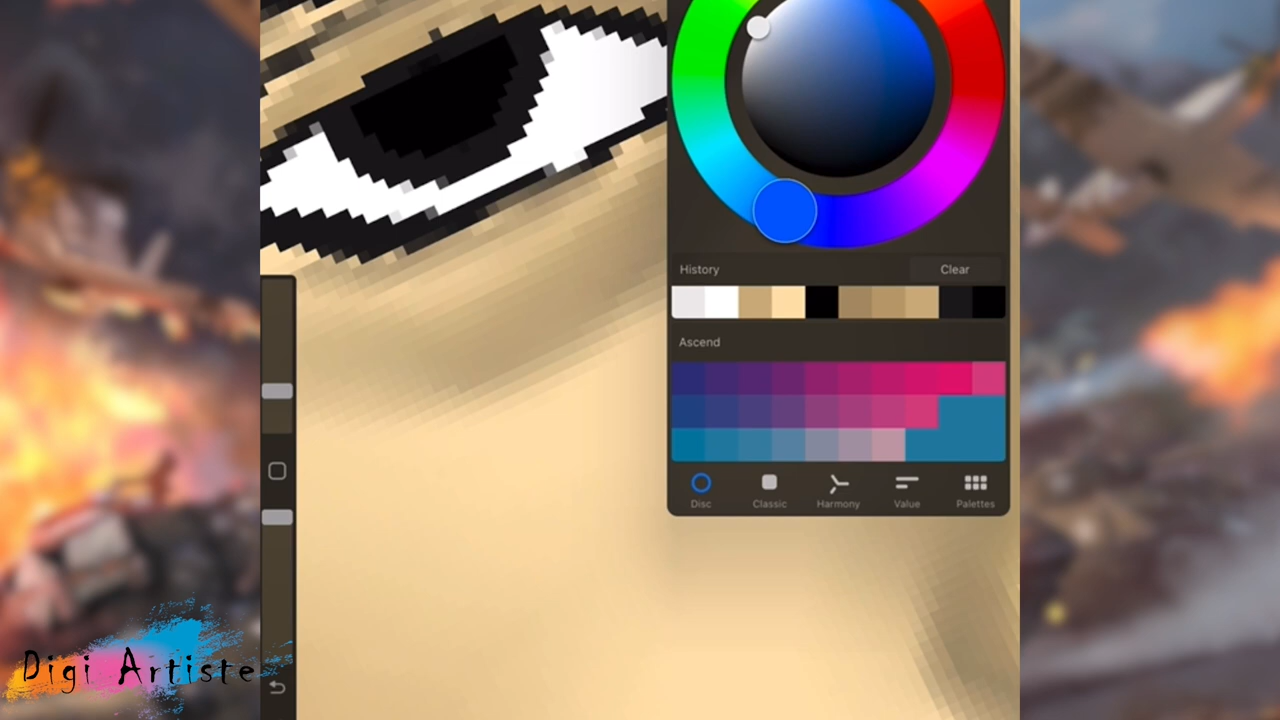 History
Clear
Ascend
Disc
Classic
Harmony
Value
Palettes
Digi Artiste